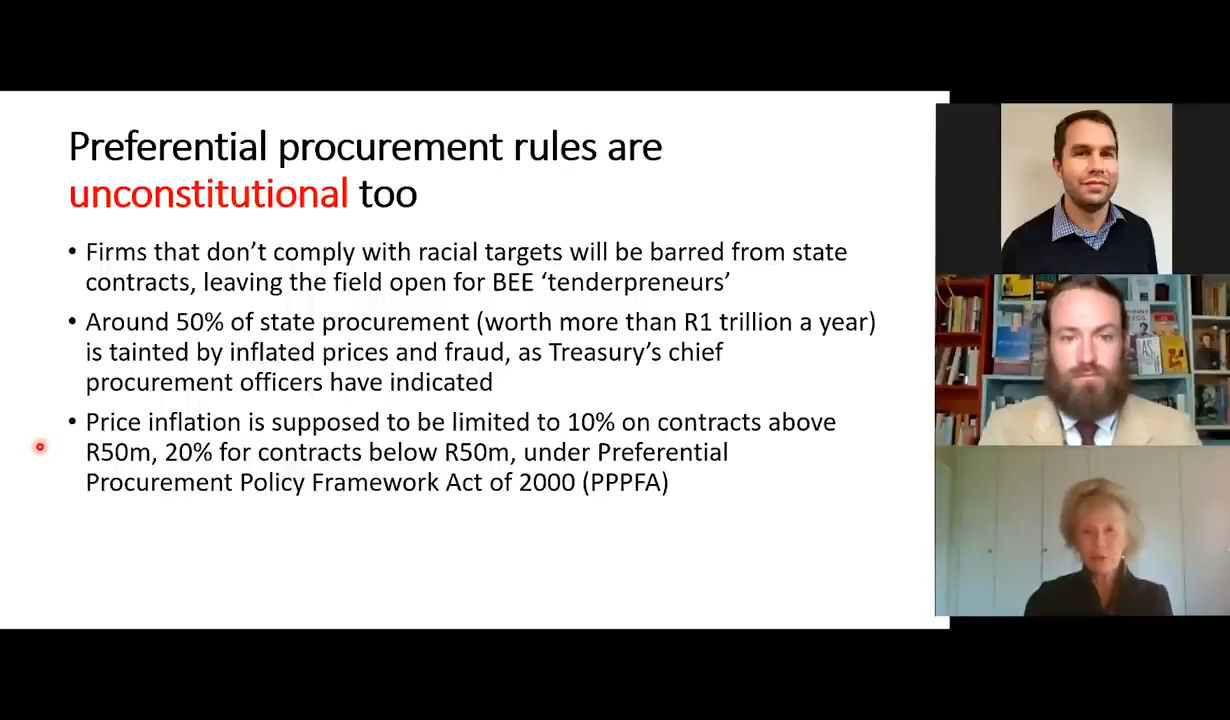 Preferential procurement rules are
unconstitutional too
• Firms that don’t comply with racial targets will be barred from state
contracts, leaving the field open for BEE ‘tenderpreneurs’
• Around 50% of state procurement (worth more than R1 trillion a year)
is tainted by inflated prices and fraud, as Treasury’s chief
procurement officers have indicated
• Price inflation is supposed to be limited to 10% on contracts above
R50m, 20% for contracts below R50m, under Preferential
Procurement Policy Framework Act of 2000 (PPPFA)